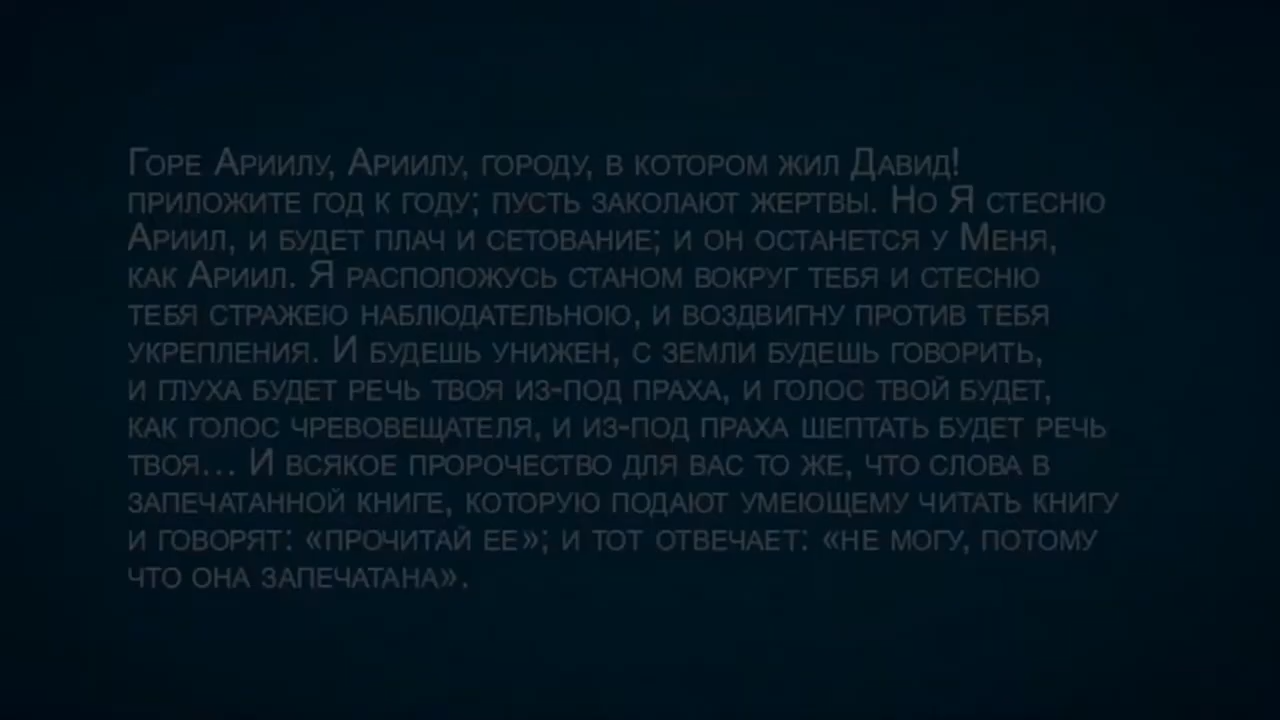 Горе Ариилу, Ариилу, городу, в котором жил Давид!
приложите год к году; пусть заколают жертвы. Но Я стесню
Ариил, и будет плач и сетование; и он останется у Меня,
как Ариил. Я расположусь станом вокруг тебя и стесню
тебя стражею наблюдательною, и воздвигну против тебя
укрепления. И будешь унижен, с земли будешь говорить,
и глуха будет речь твоя из-под праха, и голос твой будет,
как голос чревовещателя, и из-под праха шептать будет речь
твоя... И всякое пророчество для вас то же, что слова в
запечатанной книге, которую подают умеющему читать книгу
и говорят: «прочитай ее»; и тот отвечает: «не могу, потому
что она запечатана».